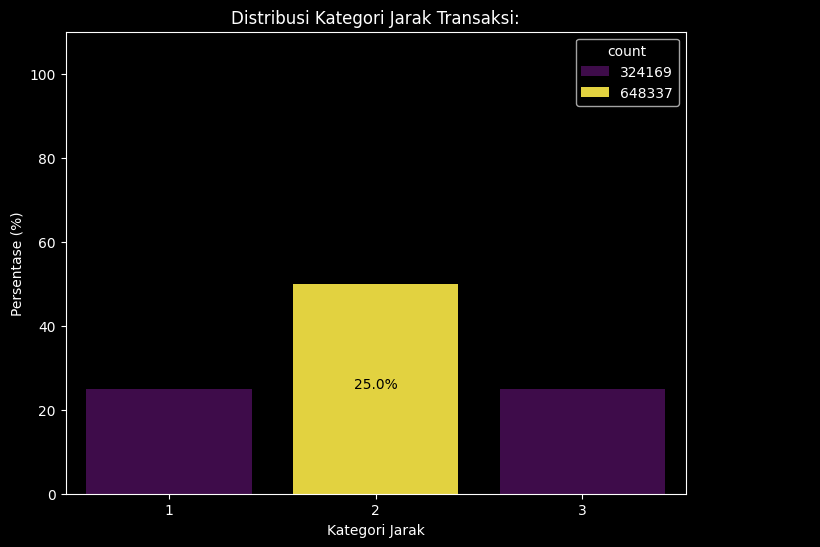 Distribusi Kategori Jarak Transaksi:
count
324169
648337
100
80
60
40
20
0
Persentase (%)
25.0%
1 2 3
Kategori Jarak